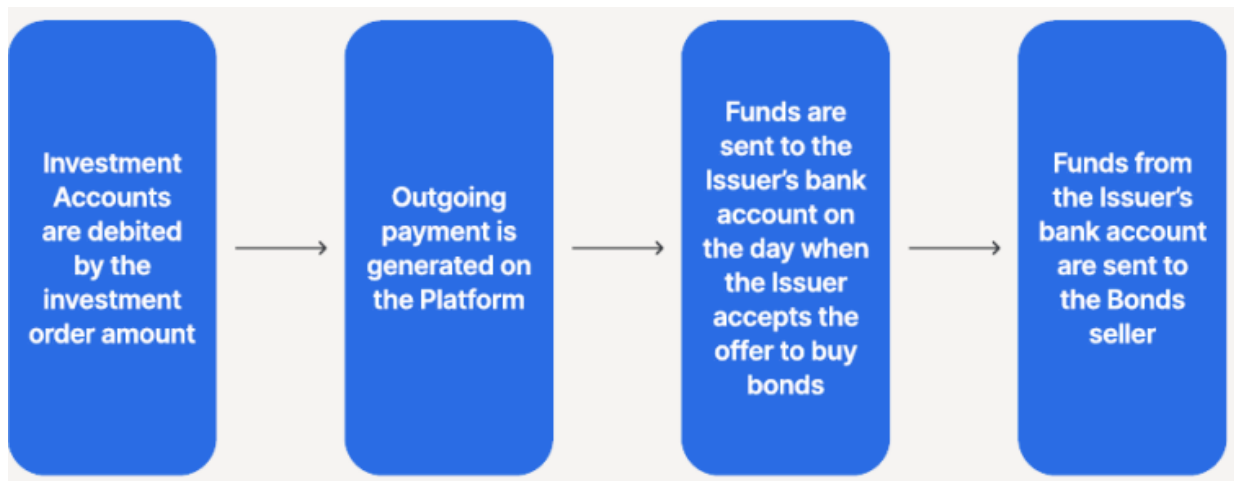 Investment
Accounts
are debited
by the
investment
order amount
Outgoing
payment is
generated on
the Platform
Funds are
sent to the
Issuer’s bank
account on
the day when
the Issuer
accepts the
offer to buy
bonds
Funds from
the Issuer’s
bank account
are sent to
the Bonds
seller